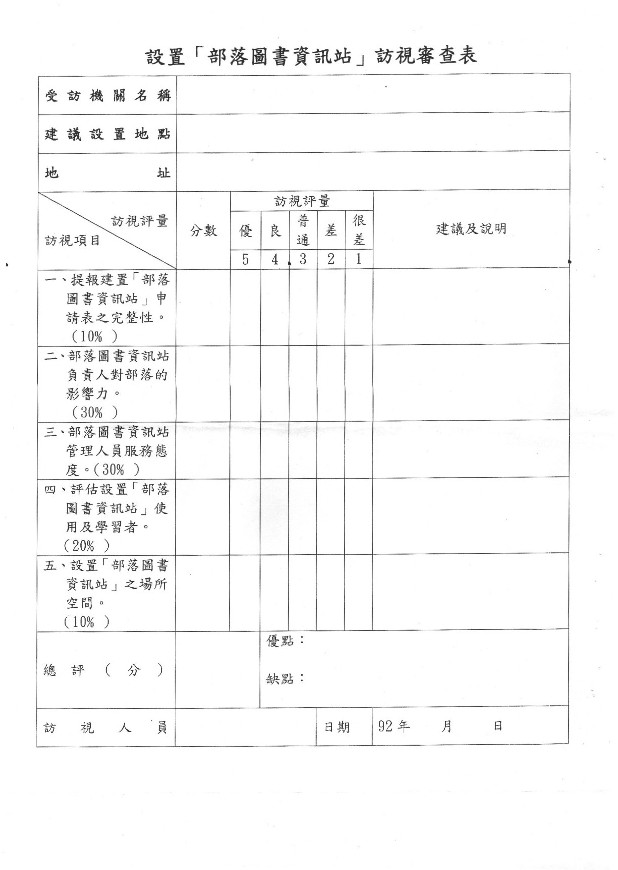 設置「部落圖書資訊站」訪視審查表
受訪機關名稱
建議設置地點
地址
訪視評量
訪視項目
分數
訪視評量
優 良 普通 差 很差
5 4 3 2 1
建議及說明
一、提報建置「部落
圖書資訊站」申
請表之完整性。
(10% )
二、部落圖書資訊站
負責人對部落的
影響力。
(30% )
三、部落圖書資訊站
管理人員服務態
度。(30% )
四、評估設置「部落
圖書資訊站」使
用及學習者。
(20% )
五、設置「部落圖書
資訊站」之場所
空間。
(10% )
總評(分)
優點：
缺點：
訪視人員
日期
92年 月 日